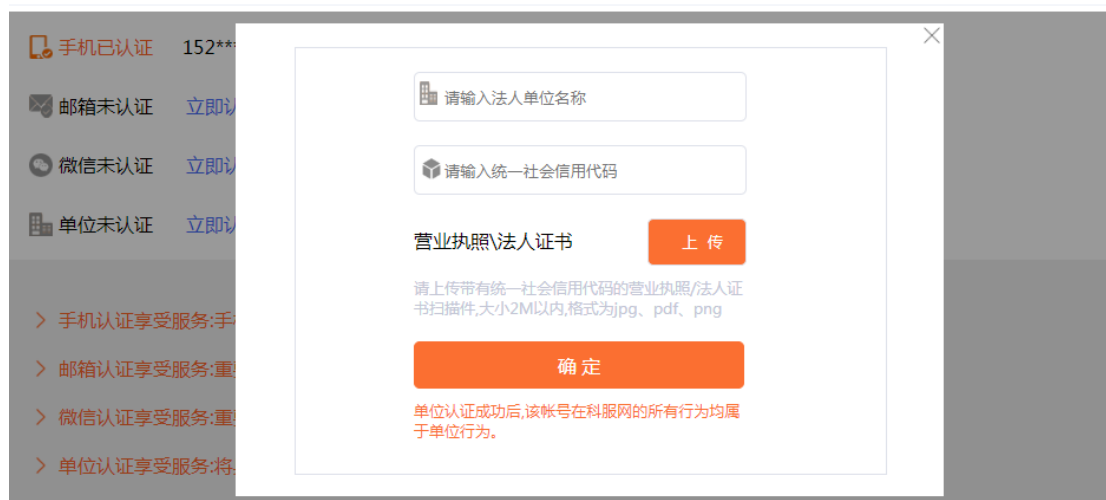 手机已认证 152**
邮箱未认证 立即认
微信未认证 立即认
单位未认证 立即认
请输入法人单位名称
请输入统一社会信用代码
营业执照\法人证书 上 传
请上传带有统一社会信用代码的营业执照/法人证
书扫描件,大小2M以内,格式为jpg、pdf、png
确 定
单位认证成功后,该帐号在科服网的所有行为均属
于单位行为。
手机认证享受服务:手
邮箱认证享受服务:重
微信认证享受服务:重
单位认证享受服务:将